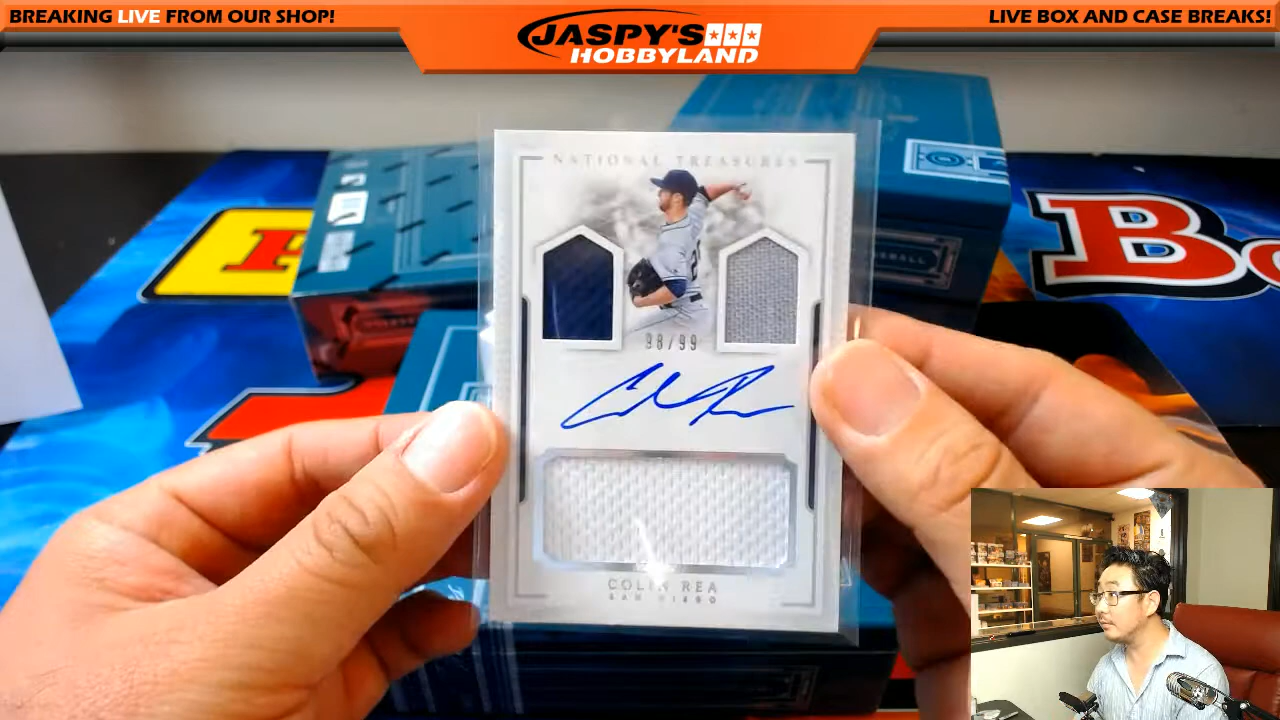 BREAKING LIVE FROM OUR SHOP!
JASPY'S
HOBBYLAND
LIVE BOX AND CASE BREAKS!
NATIONAL TREASURES
98/99
COLIN REA
SAN DIEGO
BALL
B